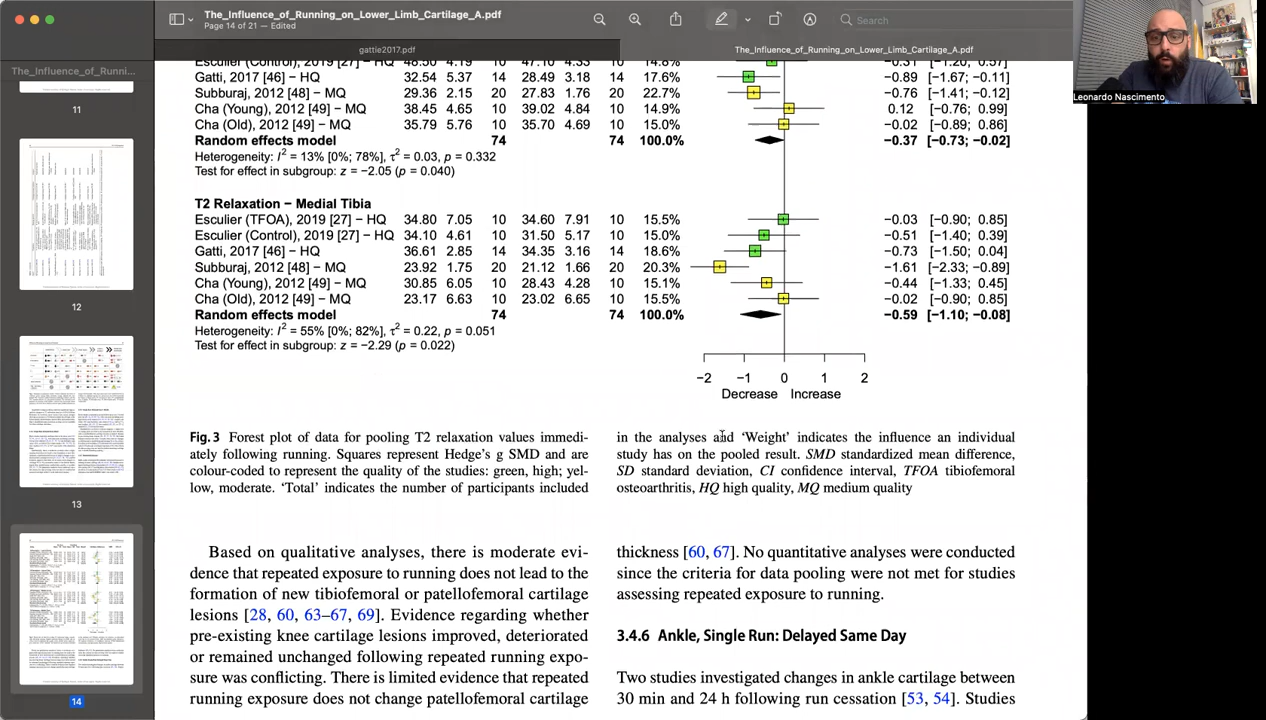 The_Influence_of_Running_on_Lower_Limb_Cartilage_A.pdf
Page 14 of 21 – Edited
Search
gattie2017.pdf
The_Influence_of_Running_on_Lower_Limb_Cartilage_A.pdf
The_Influence_of_Runni...
11
12
13
14
Leonardo Nascimento
Esculier (Control), 2019 [27] − HQ 48.50 4.19 10 47.10 4.33 10 14.8% −0.31 [−1.20; 0.57]
Gatti, 2017 [46] − HQ 32.54 5.37 14 28.49 3.18 14 17.6% −0.89 [−1.67; −0.11]
Subburaj, 2012 [48] − MQ 29.36 2.15 20 27.83 1.76 20 22.7% −0.76 [−1.41; −0.12]
Cha (Young), 2012 [49] − MQ 10 39.02 4.84 10 14.9% 0.12 [−0.76; 0.99]
Cha (Old), 2012 [49] − MQ 35.79 5.76 10 35.70 4.69 10 15.0% −0.02 [−0.89; 0.86]
Random effects model 74 74 100.0% −0.37 [−0.73; −0.02]
Heterogeneity: I² = 13% [0%; 78%], τ² = 0.03, p = 0.332
Test for effect in subgroup: z = −2.05 (p = 0.040)
T2 Relaxation − Medial Tibia
Esculier (TFOA), 2019 [27] − HQ 34.80 7.05 10 34.60 7.91 10 15.5% −0.03 [−0.90; 0.85]
Esculier (Control), 2019 [27] − HQ 34.10 4.61 10 31.50 5.17 10 15.0% −0.51 [−1.40; 0.39]
Gatti, 2017 [46] − HQ 36.61 2.85 14 34.35 3.16 14 18.6% −0.73 [−1.50; 0.04]
Subburaj, 2012 [48] − MQ 23.92 1.75 20 21.12 1.66 20 20.3% −1.61 [−2.33; −0.89]
Cha (Young), 2012 [49] − MQ 30.85 6.05 10 28.43 4.28 10 15.1% −0.44 [−1.33; 0.45]
Cha (Old), 2012 [49] − MQ 23.17 6.63 10 23.02 6.65 10 15.5% −0.02 [−0.90; 0.85]
Random effects model 74 74 100.0% −0.59 [−1.10; −0.08]
Heterogeneity: I² = 55% [0%; 82%], τ² = 0.22, p = 0.051
Test for effect in subgroup: z = −2.29 (p = 0.022)
−2 −1 0 1 2
Decrease Increase
Fig. 3 Forest plot of data for pooling T2 relaxation values immedi-
ately following running. Squares represent Hedge's g SMD and are
colour-coded to represent the quality of the studies: green, high; yel-
low, moderate. 'Total' indicates the number of participants included
in the analyses and 'Weight' indicates the influence an individual
study has on the pooled result. SMD standardized mean difference,
SD standard deviation, CI confidence interval, TFOA tibiofemoral
osteoarthritis, HQ high quality, MQ medium quality
Based on qualitative analyses, there is moderate evi-
dence that repeated exposure to running does not lead to the
formation of new tibiofemoral or patellofemoral cartilage
lesions [28, 60, 63–67, 69]. Evidence regarding whether
pre-existing knee cartilage lesions improved, deteriorated
or remained unchanged following repeated running expo-
sure was conflicting. There is limited evidence that repeated
running exposure does not change patellofemoral cartilage
thickness [60, 67]. No quantitative analyses were conducted
since the criteria for data pooling were not met for studies
assessing repeated exposure to running.
3.4.6 Ankle, Single Run: Delayed Same Day
Two studies investigated changes in ankle cartilage between
30 min and 24 h following run cessation [53, 54]. Studies